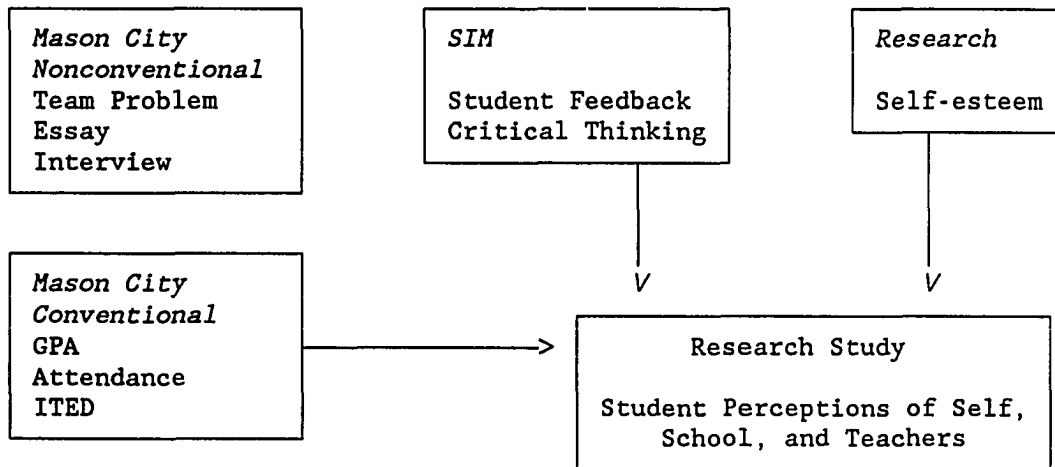 Mason City
Nonconventional
Team Problem
Essay
Interview
SIM
Student Feedback
Critical Thinking
Research
Self-esteem
Mason City
Conventional
GPA
Attendance
ITED
V
V
>
Research Study
Student Perceptions of Self,
School, and Teachers